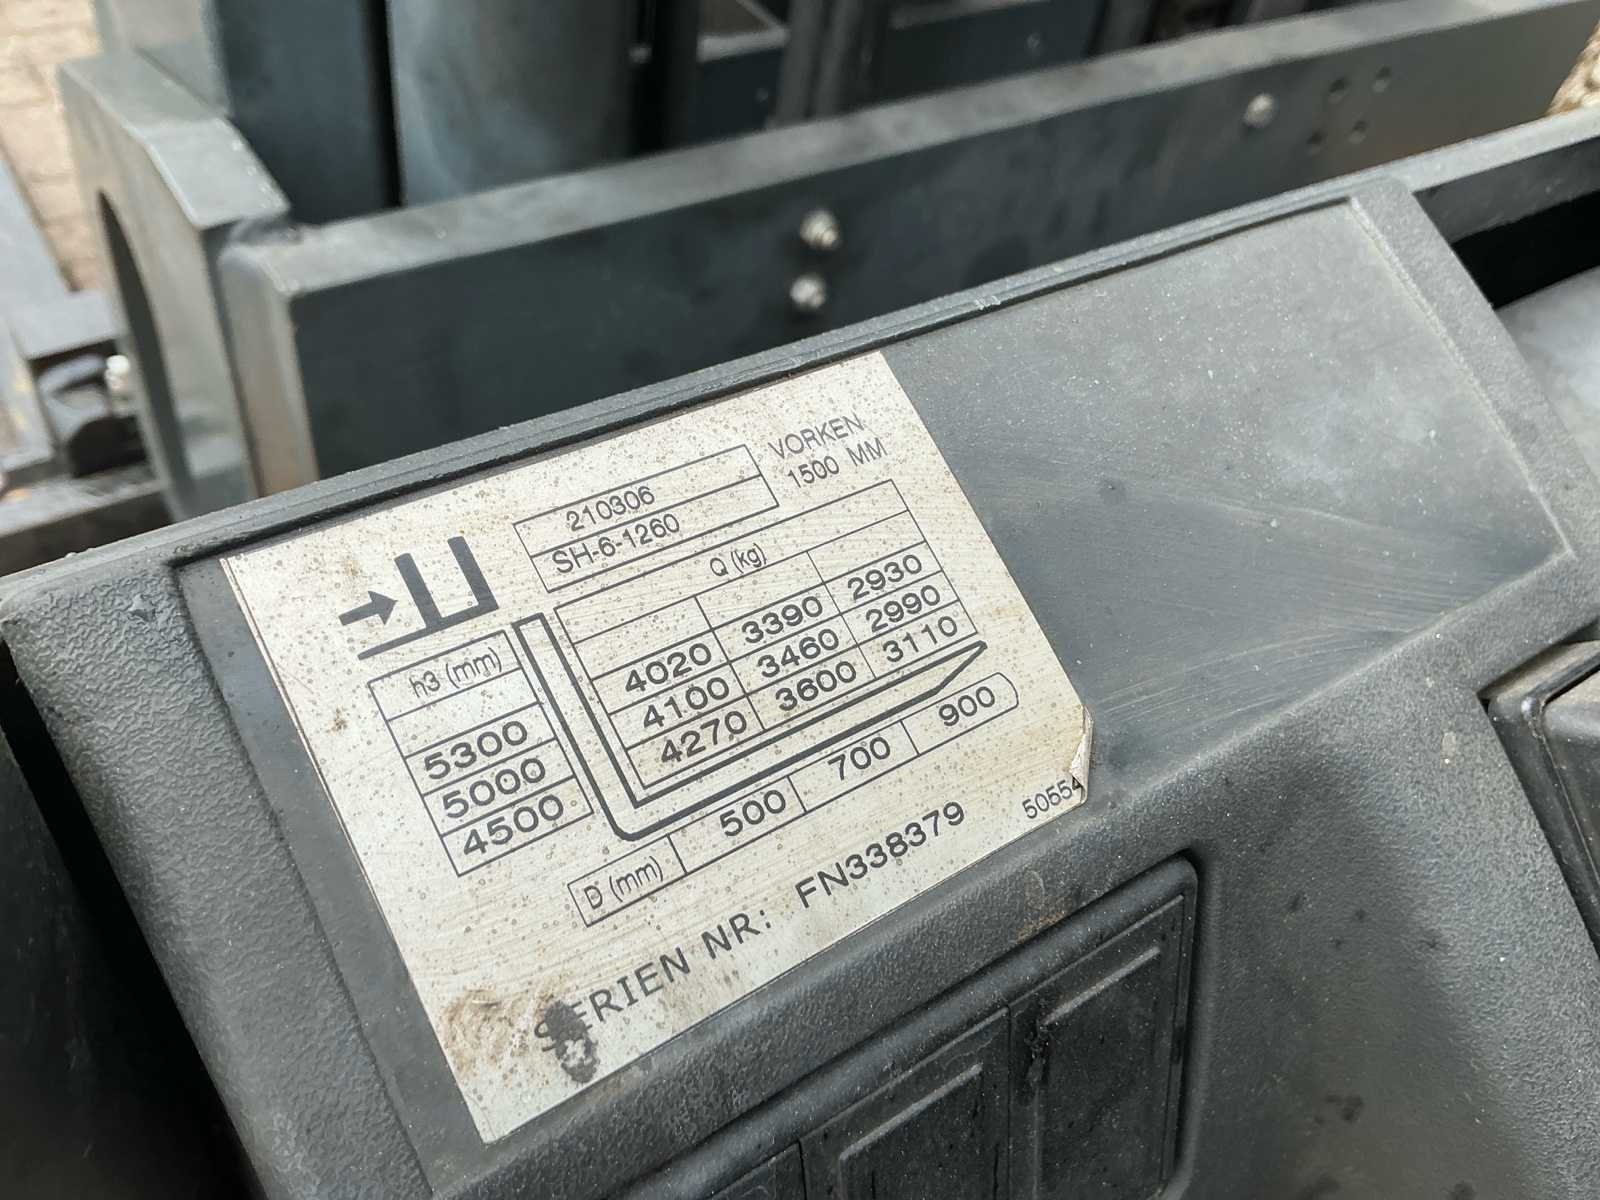 210306
SH-6-1260
VORKEN
1500 MM
h3 (mm)
Q (kg)
5300 4020 3390 2930
5000 4100 3460 2990
4500 4270 3600 3110
D (mm) 500 700 900
SERIEN NR: FN338379
50554